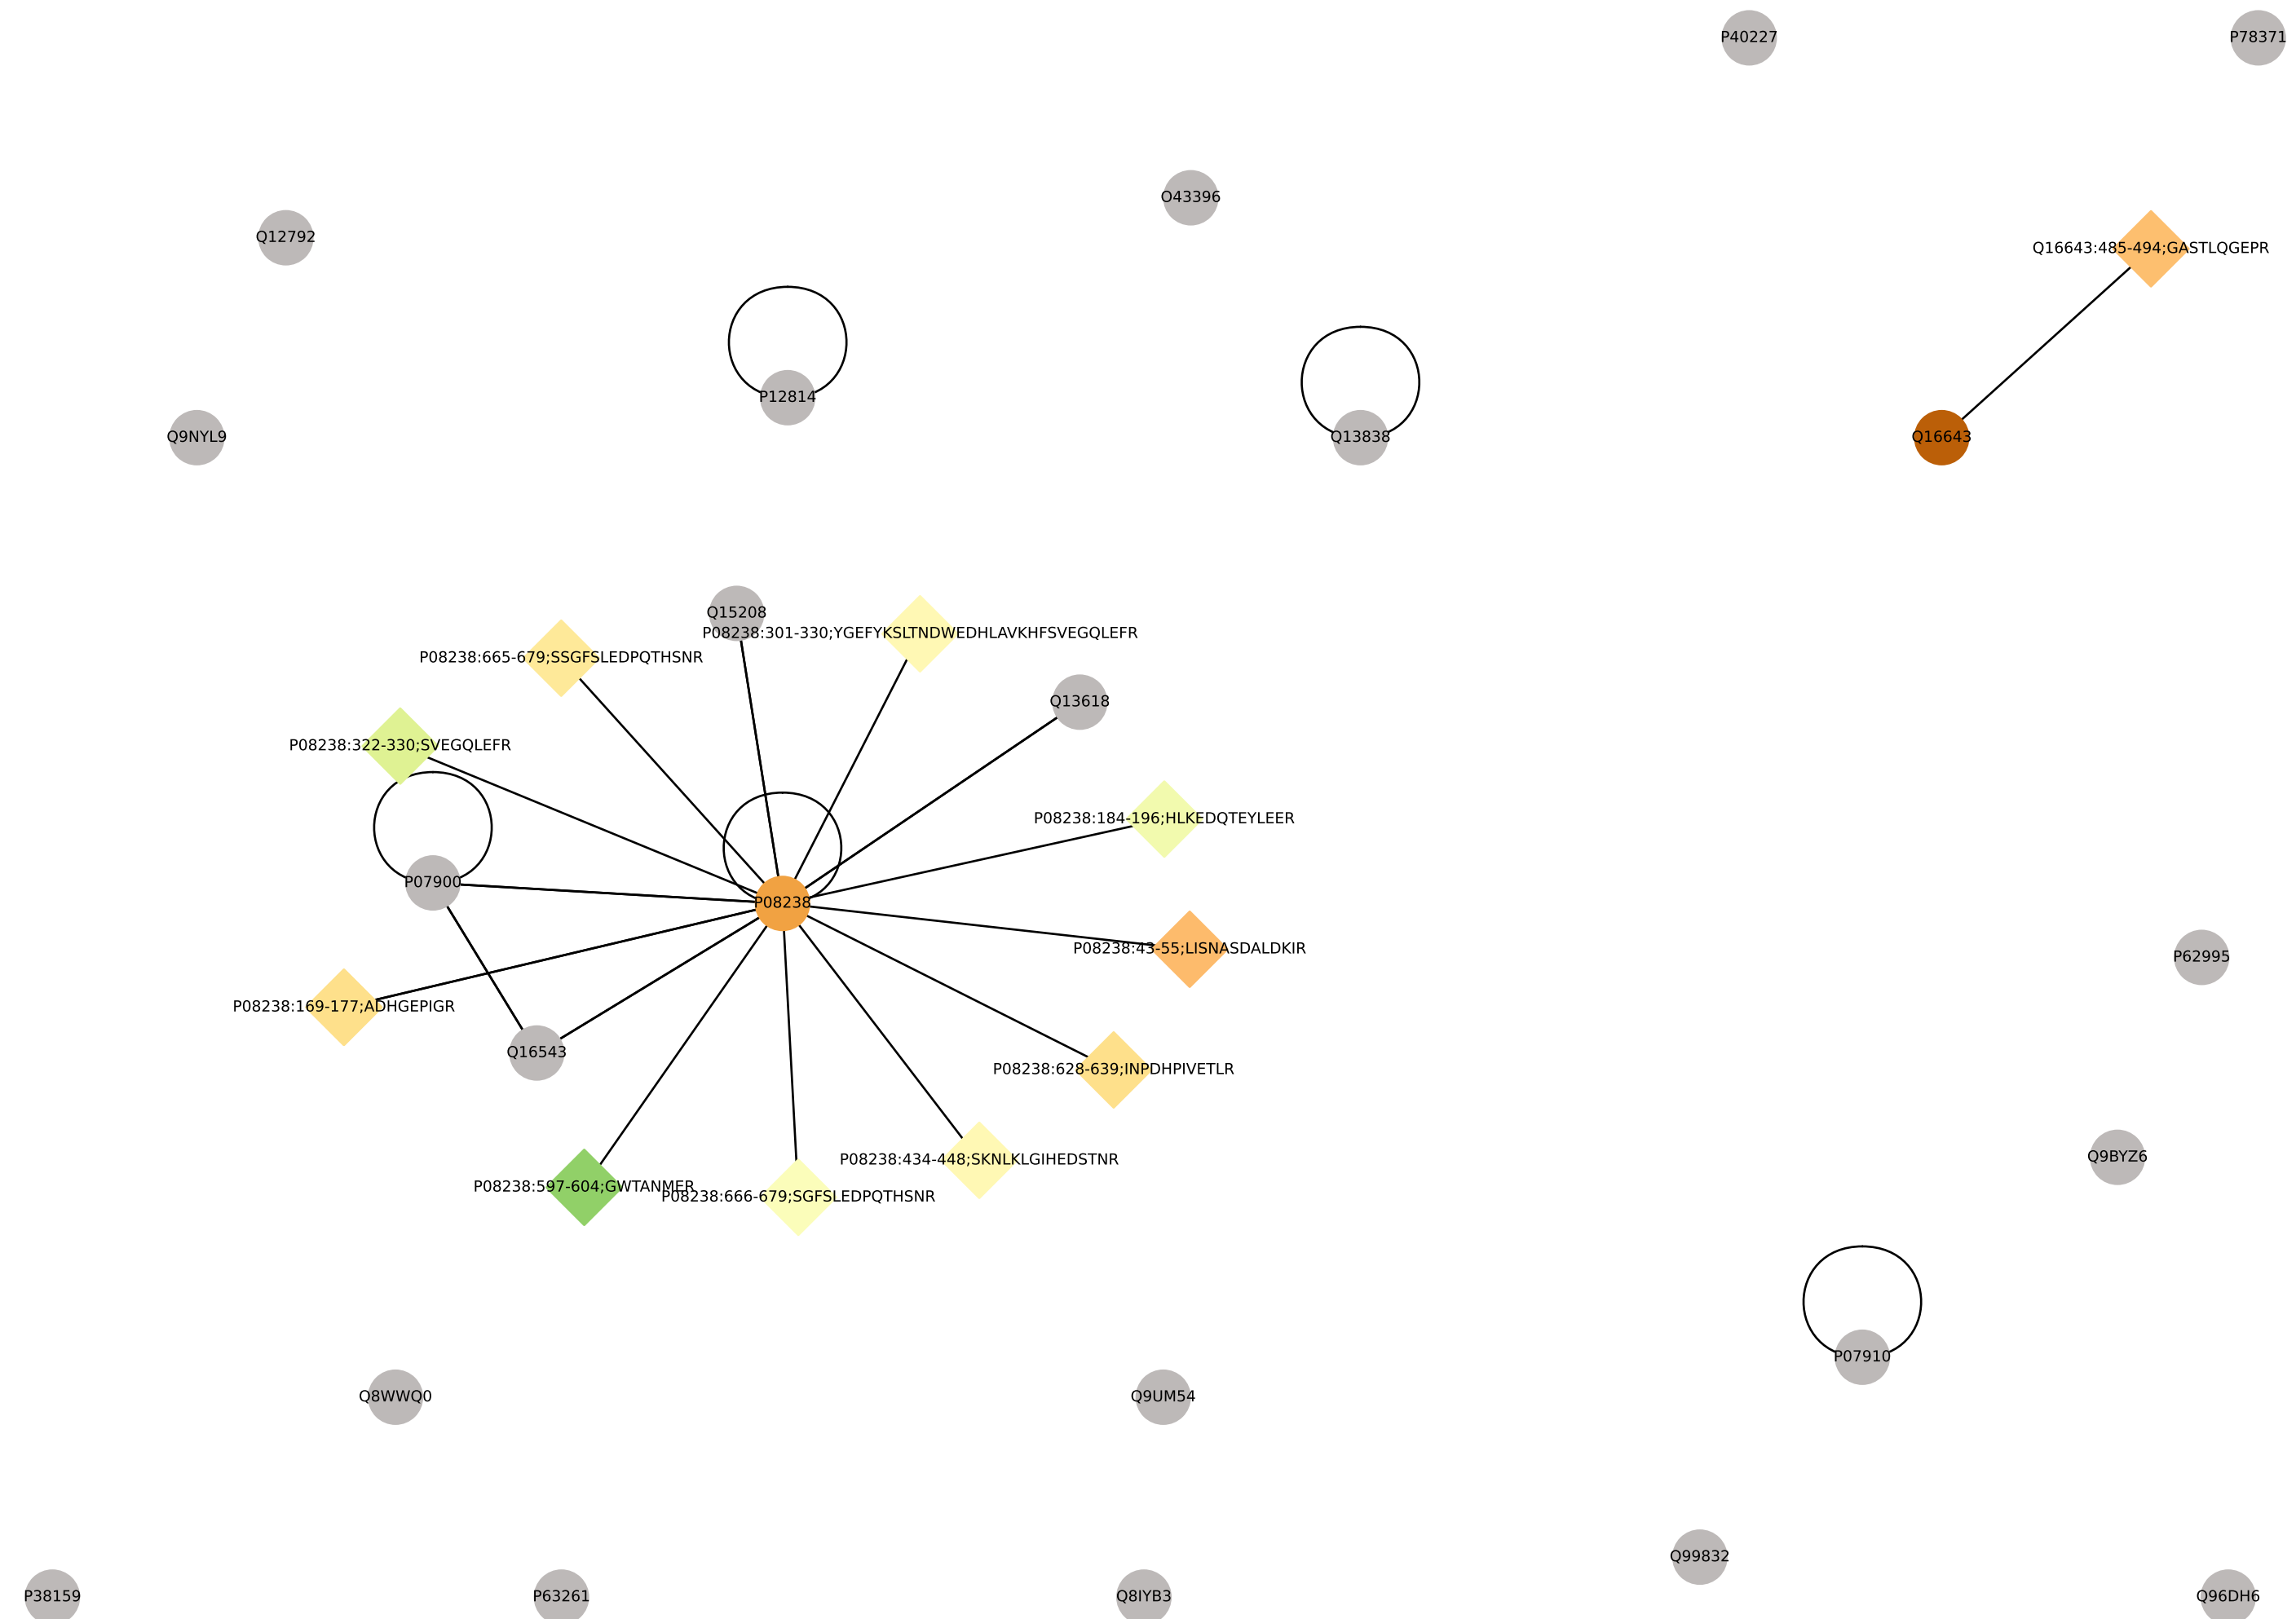 P40227
P78371
O43396
Q12792
Q16643:485-494;GASTLQGEPR
P12814
Q9NYL9
Q13838
Q16643
Q15208
P08238:301-330;YGEFYKSLTNDWEDHLAVKHFSVEGQLEFR
P08238:665-679;SSGFSLEDPQTHSNR
Q13618
P08238:322-330;SVEGQLEFR
P08238:184-196;HLKEDQTEYLEER
P07900
P08238
P08238:43-55;LISNASDALDKIR
P62995
P08238:169-177;ADHGEPIGR
Q16543
P08238:628-639;INPDHPIVETLR
Q9BYZ6
P08238:434-448;SKNLKLGIHEDSTNR
P08238:597-604;GWTANMER
P08238:666-679;SGFSLEDPQTHSNR
P07910
Q8WWQ0
Q9UM54
Q99832
P38159
P63261
Q8IYB3
Q96DH6